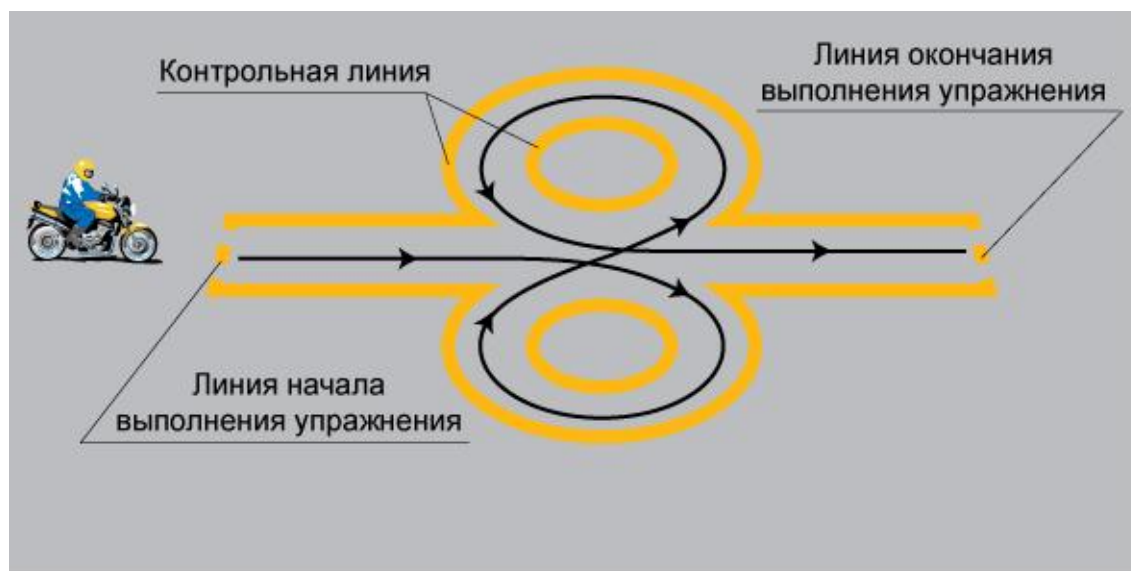 Контрольная линия
Линия окончания
выполнения упражнения
Линия начала
выполнения упражнения